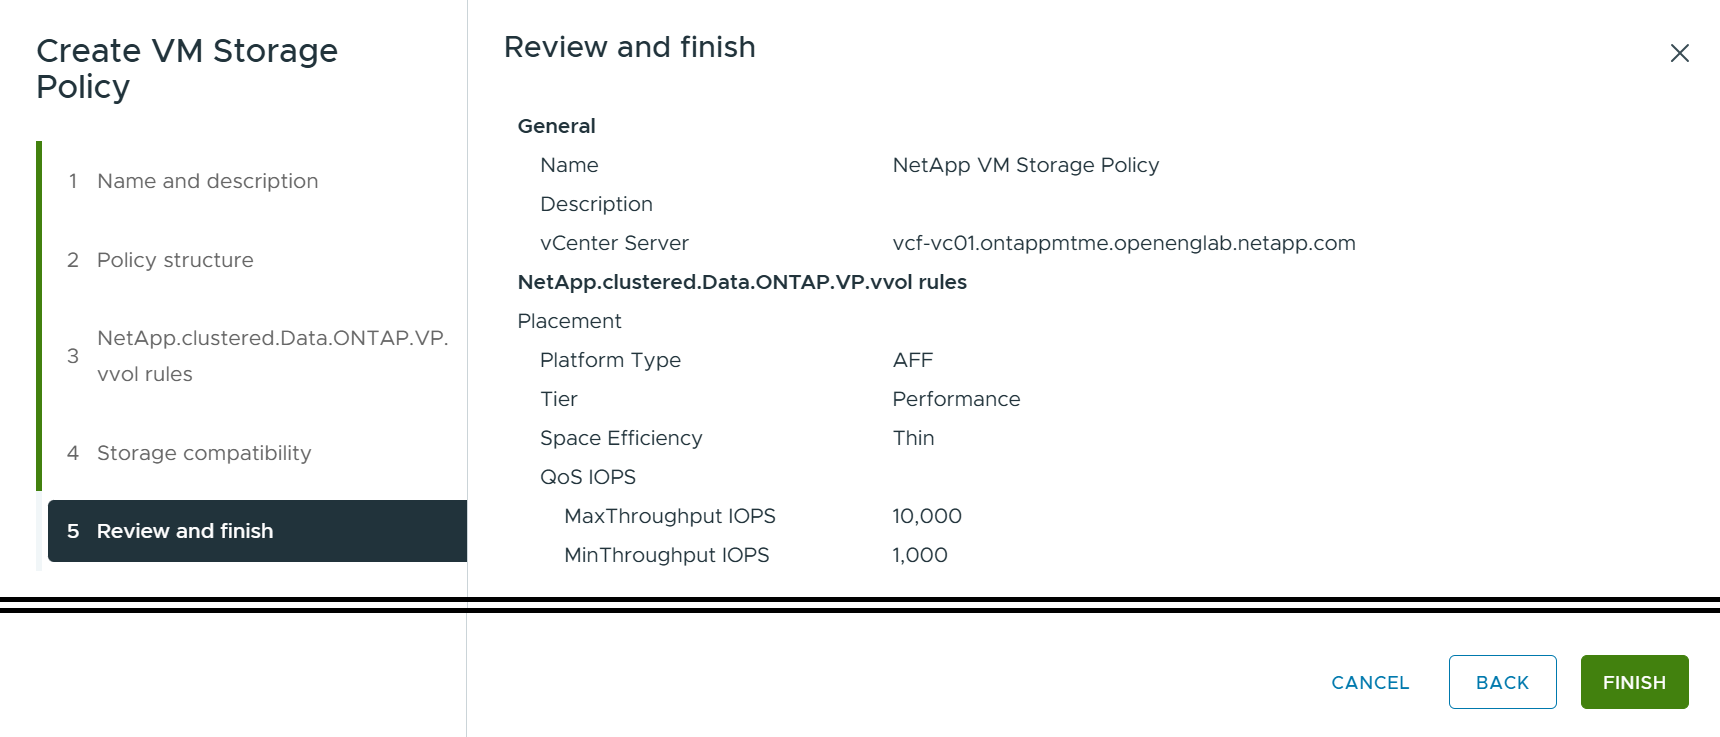 Create VM Storage
Policy
1 Name and description
2 Policy structure
3 NetApp.clustered.Data.ONTAP.VP.
vvol rules
4 Storage compatibility
5 Review and finish
Review and finish
General
Name NetApp VM Storage Policy
Description
vCenter Server vcf-vc01.ontappmtme.openenglab.netapp.com
NetApp.clustered.Data.ONTAP.VP.vvol rules
Placement
Platform Type AFF
Tier Performance
Space Efficiency Thin
QoS IOPS
MaxThroughput IOPS 10,000
MinThroughput IOPS 1,000
CANCEL BACK FINISH